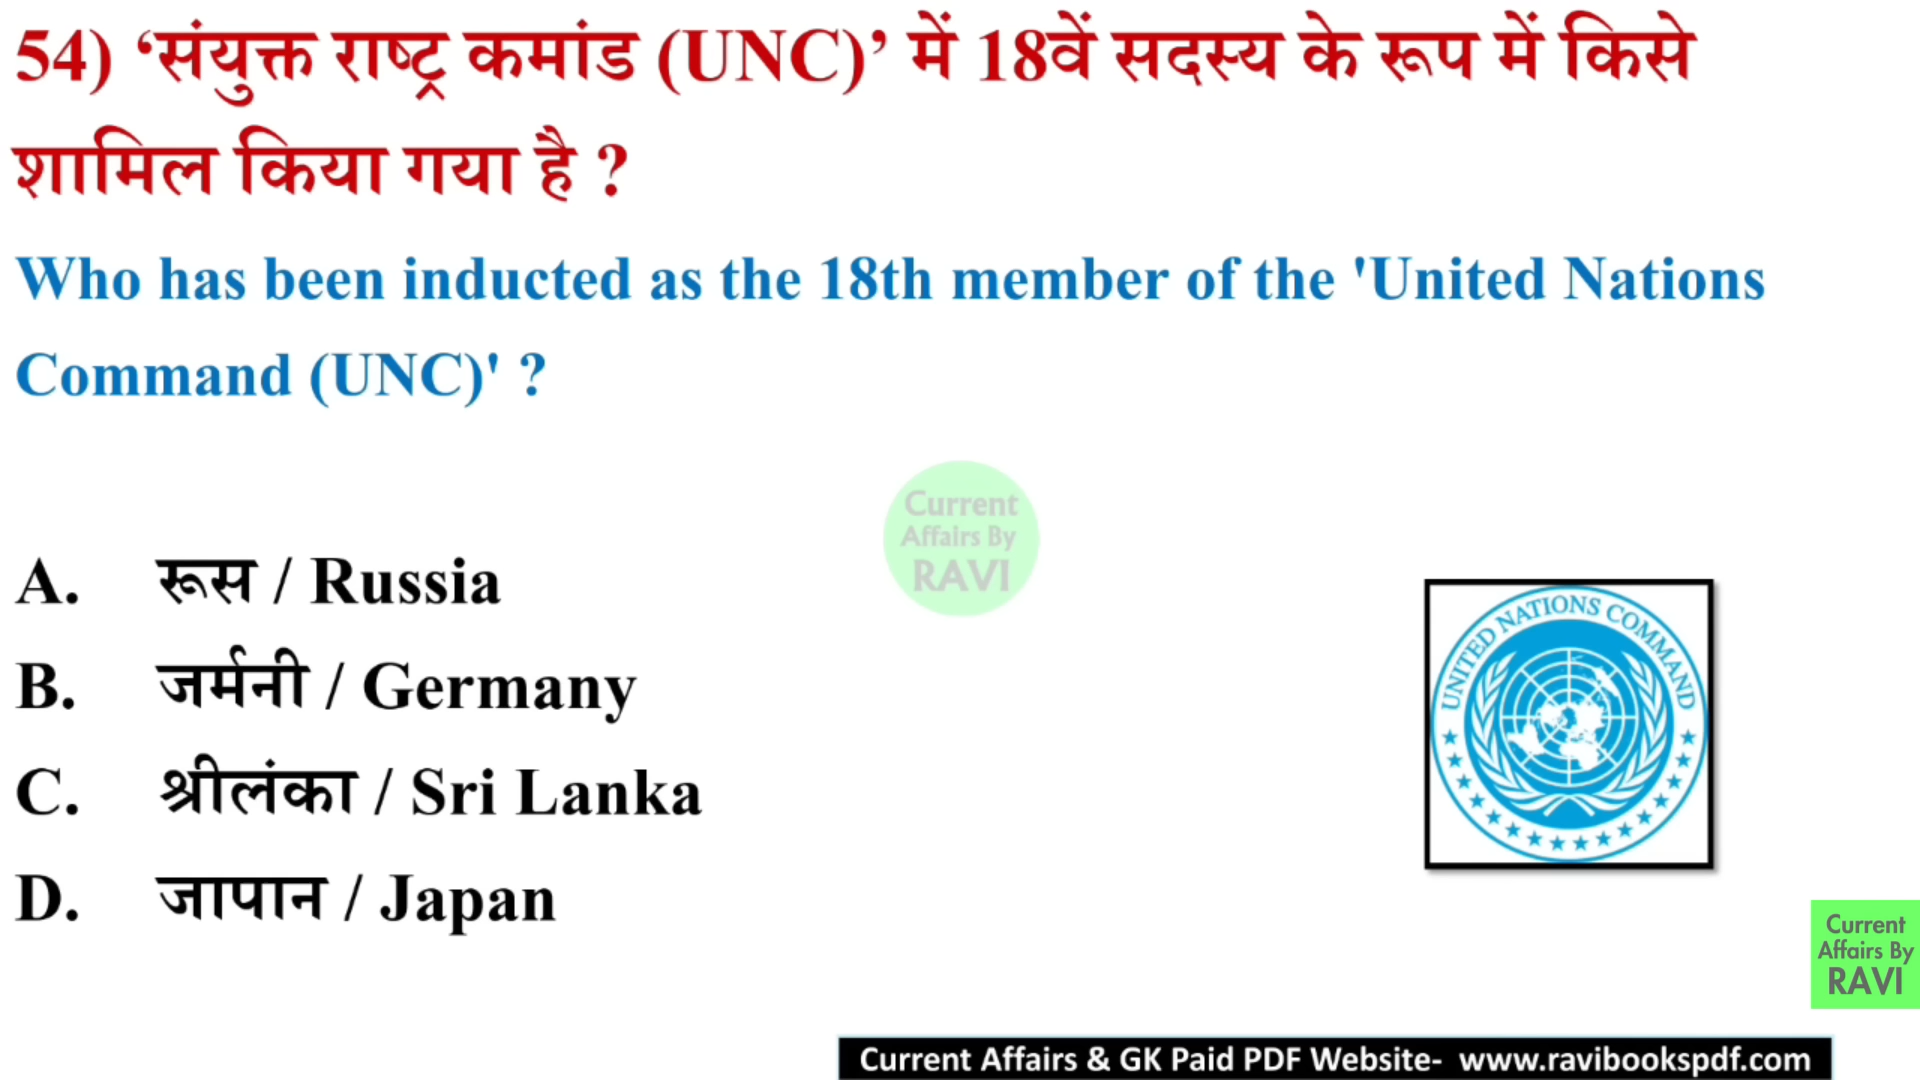 54) ‘संयुक्त राष्ट्र कमांड (UNC)’ में 18वें सदस्य के रूप में किसे
शामिल किया गया है ?
Who has been inducted as the 18th member of the 'United Nations
Command (UNC)' ?
Current
Affairs By
RAVI
A. रूस / Russia
B. जर्मनी / Germany
C. श्रीलंका / Sri Lanka
D. जापान / Japan
UNITED NATIONS COMMAND
Current
Affairs By
RAVI
Current Affairs & GK Paid PDF Website- www.ravibookspdf.com